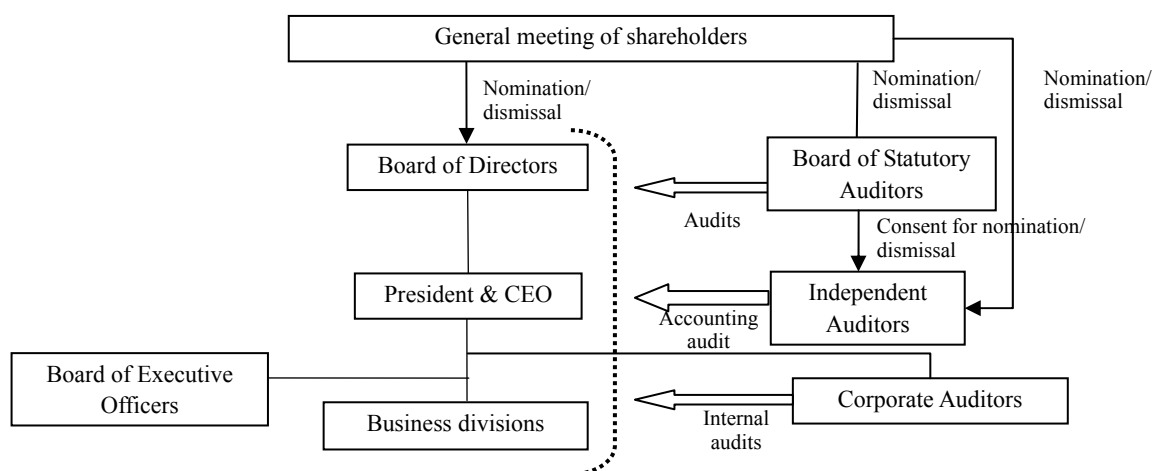 General meeting of shareholders
Nomination/
dismissal
Nomination/
dismissal
Nomination/
dismissal
Board of Directors
Board of Statutory
Auditors
Audits
Consent for nomination/
dismissal
President & CEO
Independent
Auditors
Accounting
audit
Board of Executive
Officers
Business divisions
Corporate Auditors
Internal
audits